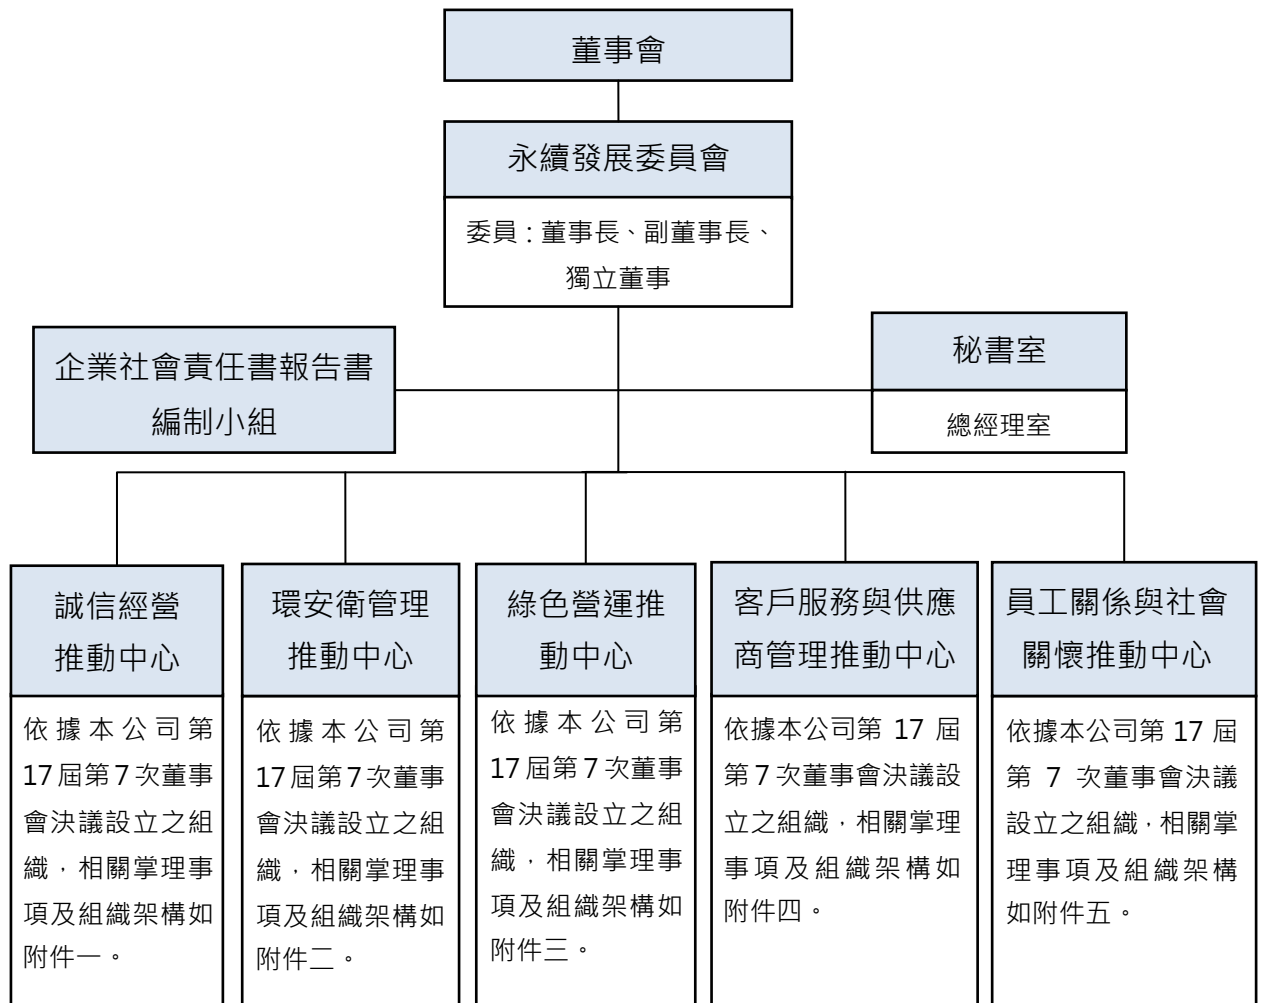 董事會
永續發展委員會
委員:董事長、副董事長、
獨立董事
企業社會責任書報告書
編制小組
秘書室
總經理室
誠信經營
推動中心
依據本公司第
17屆第7次董事
會決議設立之組
織,相關掌理事
項及組織架構如
附件一。
環安衛管理
推動中心
依據本公司第
17屆第7次董事
會決議設立之組
織,相關掌理事
項及組織架構如
附件二。
綠色營運推
動中心
依據本公司第
17屆第7次董事
會決議設立之組
織,相關掌理事
項及組織架構如
附件三。
客戶服務與供應
商管理推動中心
依據本公司第 17 屆
第7次董事會決議設
立之組織,相關掌理
事項及組織架構如
附件四。
員工關係與社會
關懷推動中心
依據本公司第 17 屆
第 7 次董事會決議
設立之組織,相關掌
理事項及組織架構
如附件五。